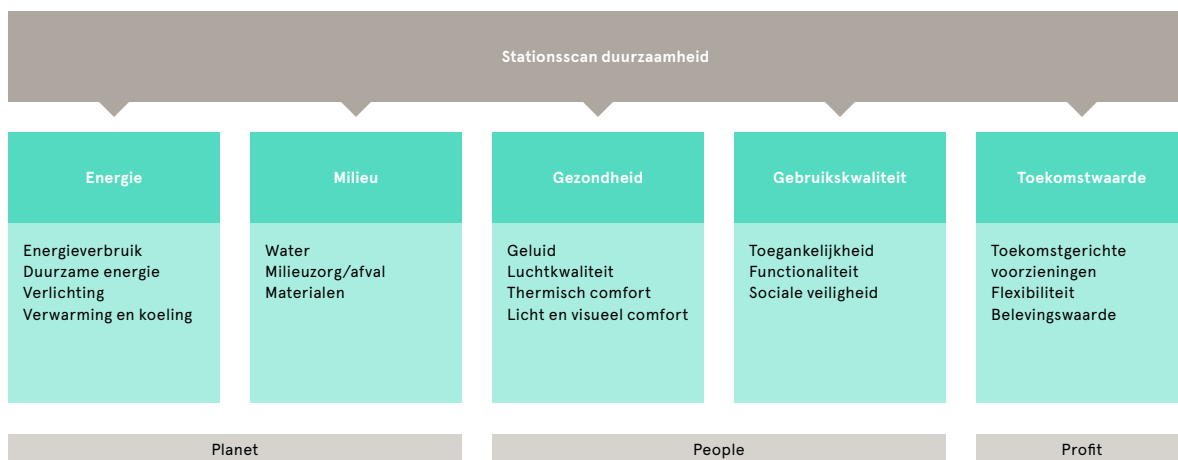 Stationsscan duurzaamheid
Energie
Energieverbruik
Duurzame energie
Verlichting
Verwarming en koeling
Milieu
Water
Milieuzorg/afval
Materialen
Gezondheid
Geluid
Luchtkwaliteit
Thermisch comfort
Licht en visueel comfort
Gebruikskwaliteit
Toegankelijkheid
Functionaliteit
Sociale veiligheid
Toekomstwaarde
Toekomstgerichte
voorzieningen
Flexibiliteit
Belevingswaarde
Planet
People
Profit